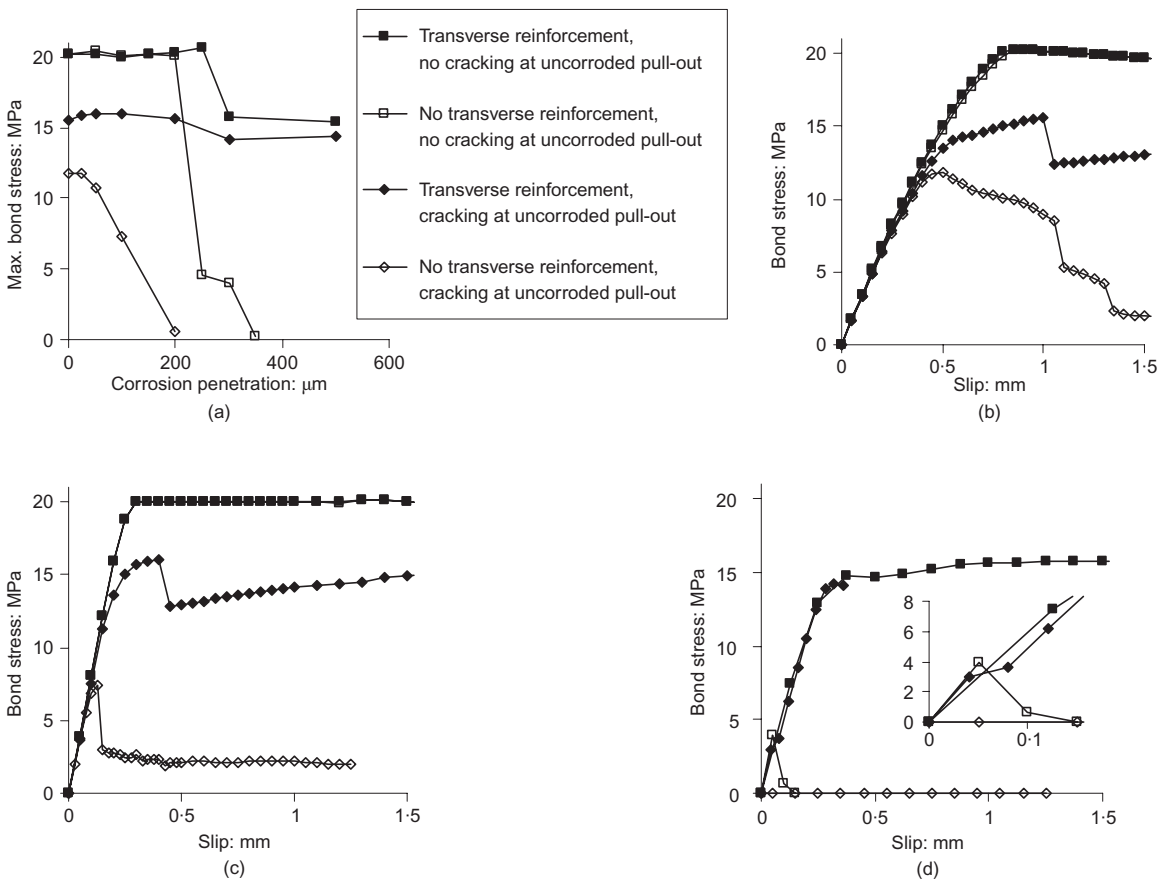 20
15
10
5
0
Max. bond stress: MPa
0
200
400
600
Corrosion penetration: μm
(a)
Transverse reinforcement,
no cracking at uncorroded pull-out
No transverse reinforcement,
no cracking at uncorroded pull-out
Transverse reinforcement,
cracking at uncorroded pull-out
No transverse reinforcement,
cracking at uncorroded pull-out
20
15
10
5
0
Bond stress: MPa
0
0·5
1
1·5
Slip: mm
(b)
20
15
10
5
0
Bond stress: MPa
0
0·5
1
1·5
Slip: mm
(c)
20
15
10
5
0
Bond stress: MPa
8
6
4
2
0
0
0·1
0
0·5
1
1·5
Slip: mm
(d)